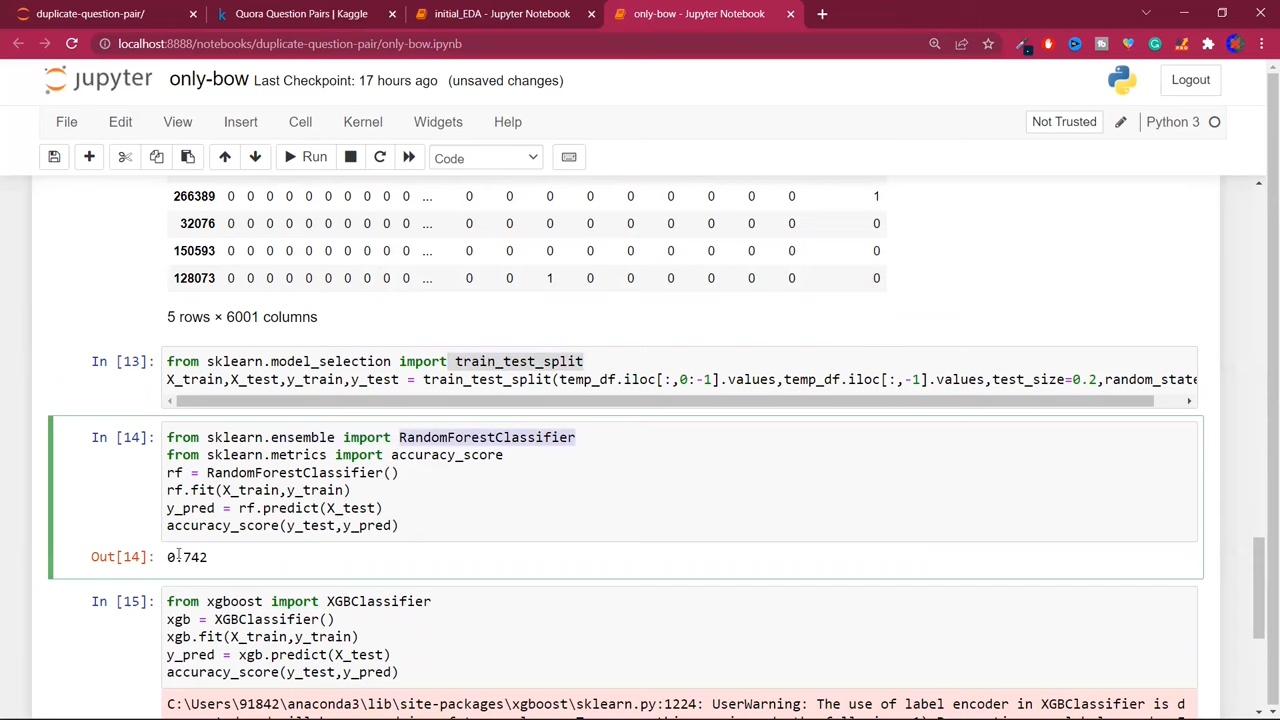 duplicate-question-pair/
Quora Question Pairs | Kaggle
initial_EDA - Jupyter Notebook
only-bow - Jupyter Notebook
localhost:8888/notebooks/duplicate-question-pair/only-bow.ipynb
jupyter only-bow Last Checkpoint: 17 hours ago (unsaved changes) Logout
File Edit View Insert Cell Kernel Widgets Help Not Trusted Python 3
Run Code
266389 0 0 0 0 0 0 0 0 0 0 ... 0 0 0 0 0 0 0 0 0 1
32076 0 0 0 0 0 0 0 0 0 0 ... 0 0 0 0 0 0 0 0 0 0
150593 0 0 0 0 0 0 0 0 0 0 ... 0 0 0 0 0 0 0 0 0 0
128073 0 0 0 0 0 0 0 0 0 0 ... 0 0 1 0 0 0 0 0 0 0
5 rows × 6001 columns
In [13]: from sklearn.model_selection import train_test_split
X_train,X_test,y_train,y_test = train_test_split(temp_df.iloc[:,0:-1].values,temp_df.iloc[:,-1].values,test_size=0.2,random_state
In [14]: from sklearn.ensemble import RandomForestClassifier
from sklearn.metrics import accuracy_score
rf = RandomForestClassifier()
rf.fit(X_train,y_train)
y_pred = rf.predict(X_test)
accuracy_score(y_test,y_pred)
Out[14]: 0.742
In [15]: from xgboost import XGBClassifier
xgb = XGBClassifier()
xgb.fit(X_train,y_train)
y_pred = xgb.predict(X_test)
accuracy_score(y_test,y_pred)
C:\Users\91842\anaconda3\lib\site-packages\xgboost\sklearn.py:1224: UserWarning: The use of label encoder in XGBClassifier is d